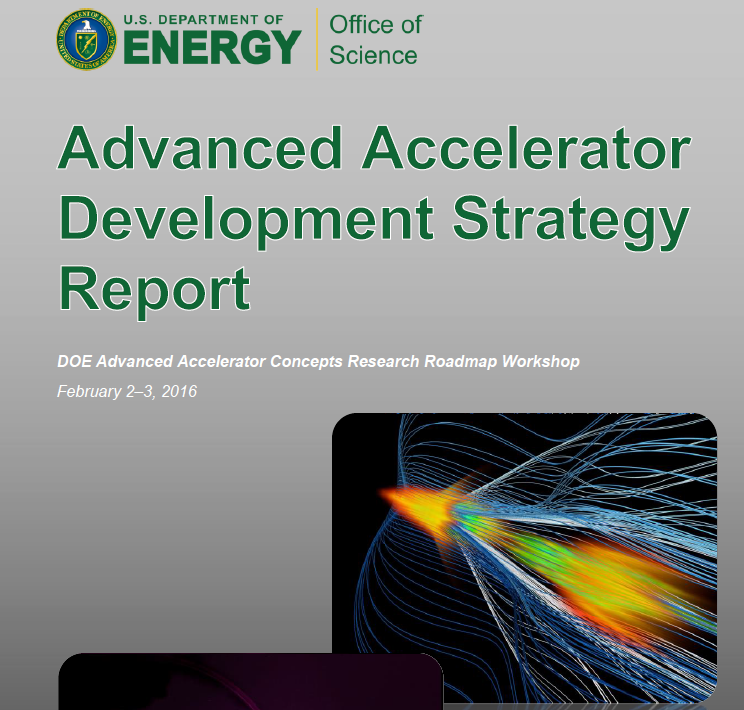 U.S. DEPARTMENT OF
ENERGY
Office of
Science
Advanced Accelerator
Development Strategy
Report
DOE Advanced Accelerator Concepts Research Roadmap Workshop
February 2–3, 2016